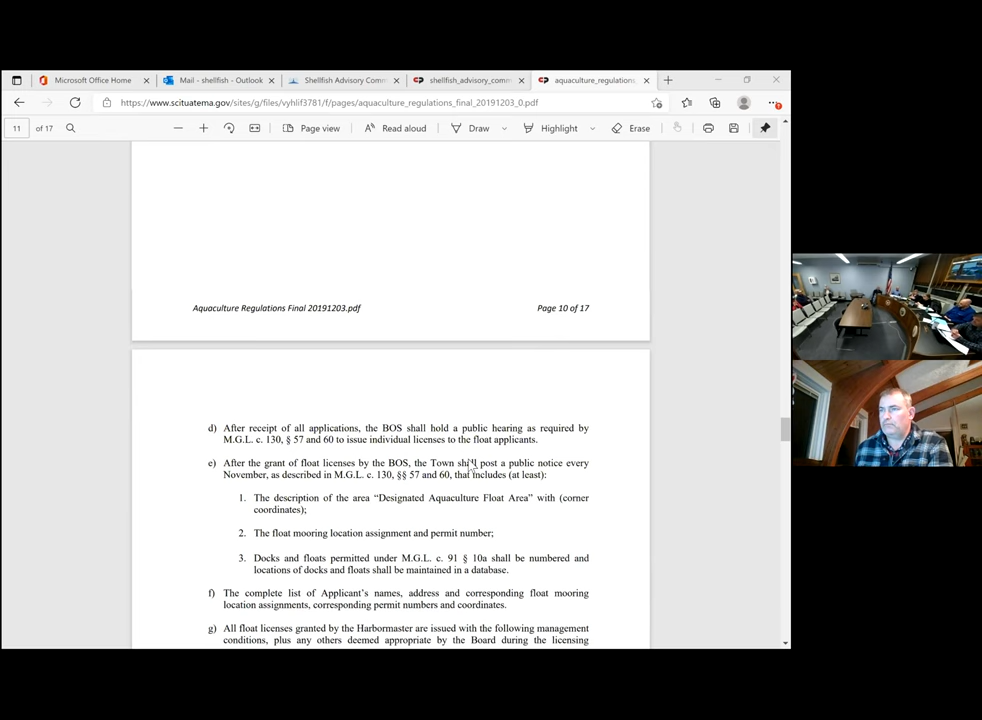 Microsoft Office Home
Mail - shellfish - Outlook
Shellfish Advisory Comm
shellfish_advisory_comm
aquaculture_regulations_
https://www.scituatema.gov/sites/g/files/vyhlif3781/f/pages/aquaculture_regulations_final_20191203_0.pdf
11 of 17
Page view
Read aloud
Draw
Highlight
Erase
Aquaculture Regulations Final 20191203.pdf Page 10 of 17
d) After receipt of all applications, the BOS shall hold a public hearing as required by
M.G.L. c. 130, § 57 and 60 to issue individual licenses to the float applicants.
e) After the grant of float licenses by the BOS, the Town shall post a public notice every
November, as described in M.G.L. c. 130, §§ 57 and 60, that includes (at least):
1. The description of the area “Designated Aquaculture Float Area” with (corner
coordinates);
2. The float mooring location assignment and permit number;
3. Docks and floats permitted under M.G.L. c. 91 § 10a shall be numbered and
locations of docks and floats shall be maintained in a database.
f) The complete list of Applicant’s names, address and corresponding float mooring
location assignments, corresponding permit numbers and coordinates.
g) All float licenses granted by the Harbormaster are issued with the following management
conditions, plus any others deemed appropriate by the Board during the licensing